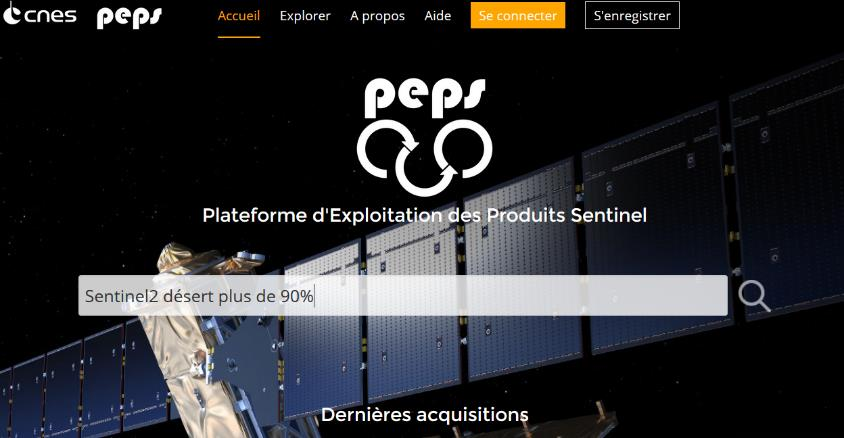 cnes peps Accueil Explorer A propos Aide Se connecter S'enregistrer
peps
Plateforme d'Exploitation des Produits Sentinel
Sentinel2 désert plus de 90%
Dernières acquisitions